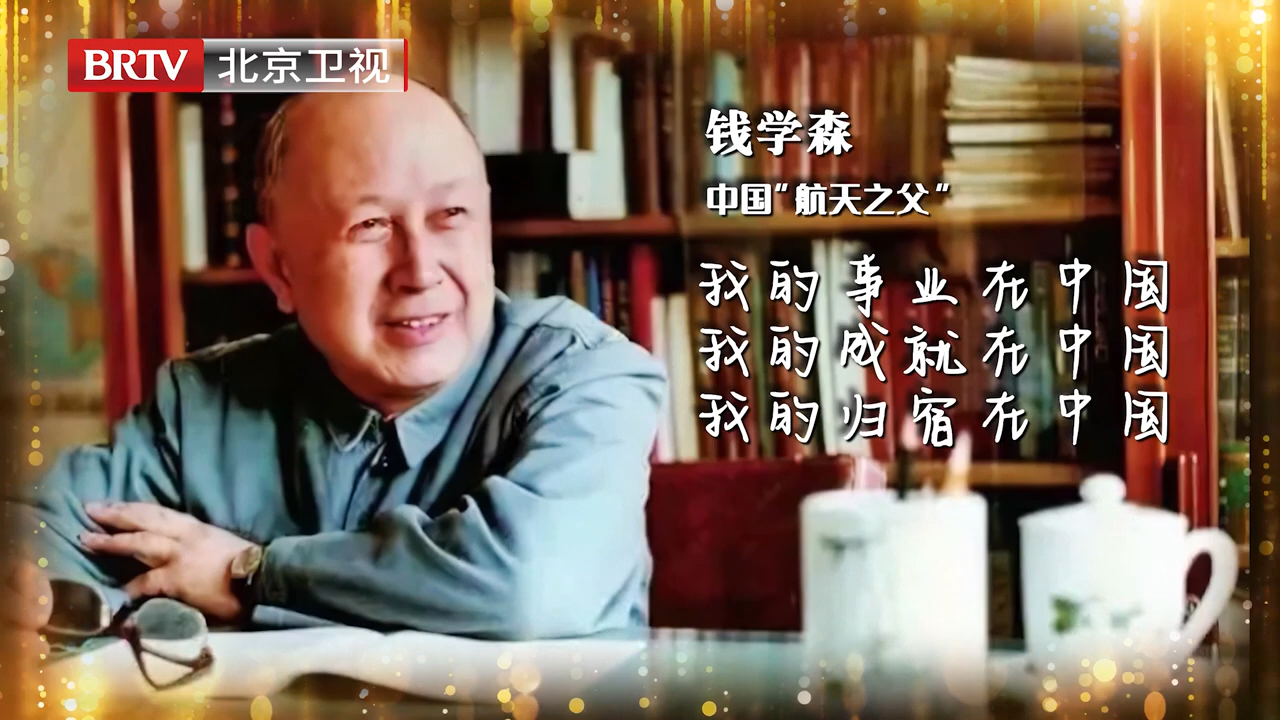 BRTV 北京卫视
钱学森
中国“航天之父”
我的事业在中国
我的成就在中国
我的归宿在中国